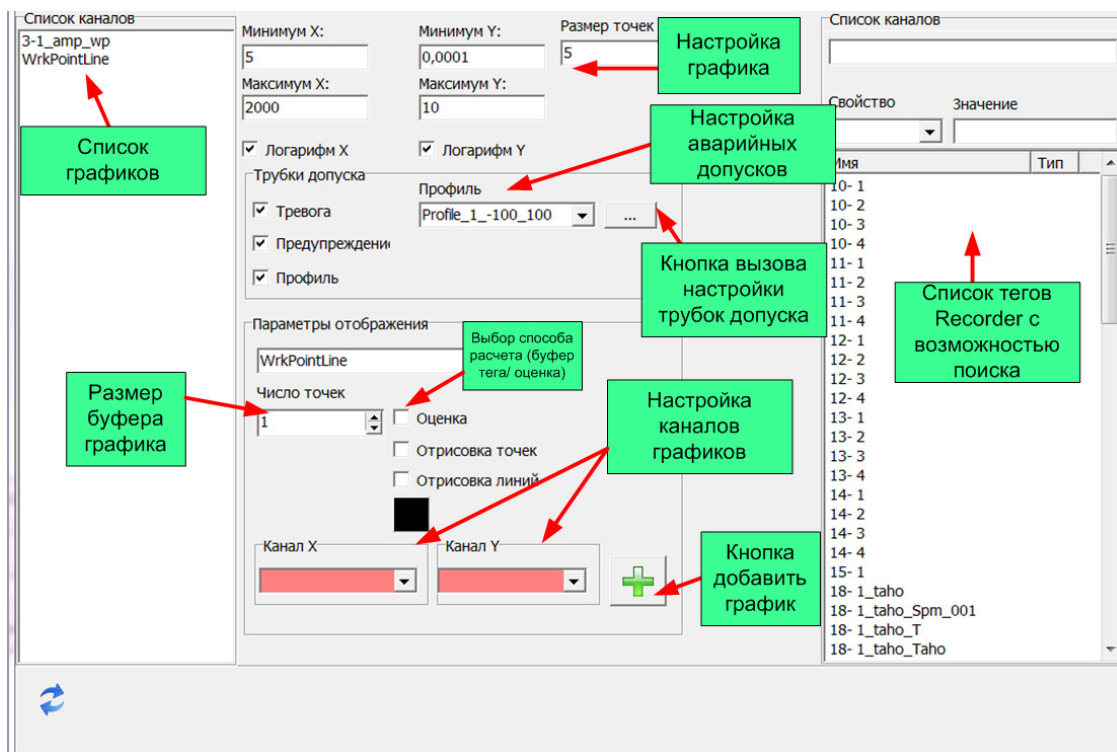 Список каналов
3-1_amp_wp
WrkPointLine
Список
графиков
Минимум X:
5
Минимум Y:
0,0001
Размер точек
5
Максимум X:
2000
Максимум Y:
10
Настройка
графика
Логарифм X
Логарифм Y
Трубки допуска
Тревога
Предупреждени
Профиль
Профиль
Profile_1_-100_100
...
Настройка
аварийных
допусков
Кнопка вызова
настройки
трубок допуска
Параметры отображения
WrkPointLine
Выбор способа
расчета (буфер
тега/ оценка)
Число точек
1
Размер
буфера
графика
Оценка
Отрисовка точек
Отрисовка линий
Настройка
каналов
графиков
Канал X
Канал Y
Кнопка
добавить
график
Список каналов
Свойство
Значение
Имя
Тип
10- 1
10- 2
10- 3
10- 4
11- 1
11- 2
11- 3
11- 4
12- 1
12- 2
12- 3
12- 4
13- 1
13- 2
13- 3
13- 4
14- 1
14- 2
14- 3
14- 4
15- 1
18- 1_taho
18- 1_taho_Spm_001
18- 1_taho_T
18- 1_taho_Taho
Список тегов
Recorder с
возможностью
поиска